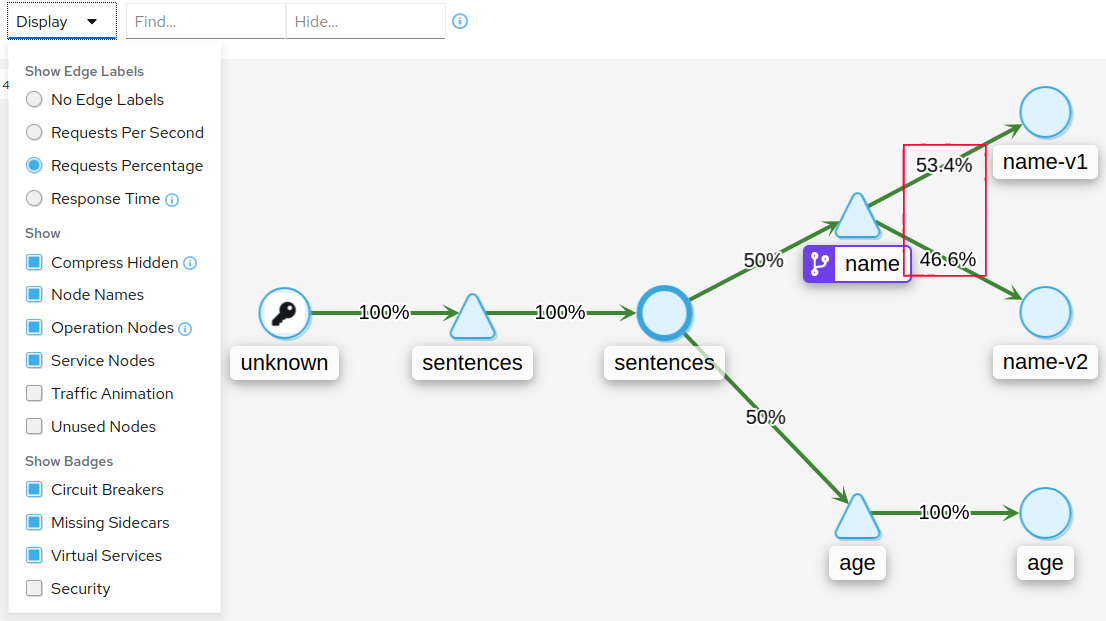 Display
Find...
Hide...
4
Show Edge Labels
No Edge Labels
Requests Per Second
Requests Percentage
Response Time
Show
Compress Hidden
Node Names
Operation Nodes
Service Nodes
Traffic Animation
Unused Nodes
Show Badges
Circuit Breakers
Missing Sidecars
Virtual Services
Security
unknown
100%
sentences
100%
sentences
50%
name
53.4%
name-v1
46.6%
name-v2
50%
age
100%
age